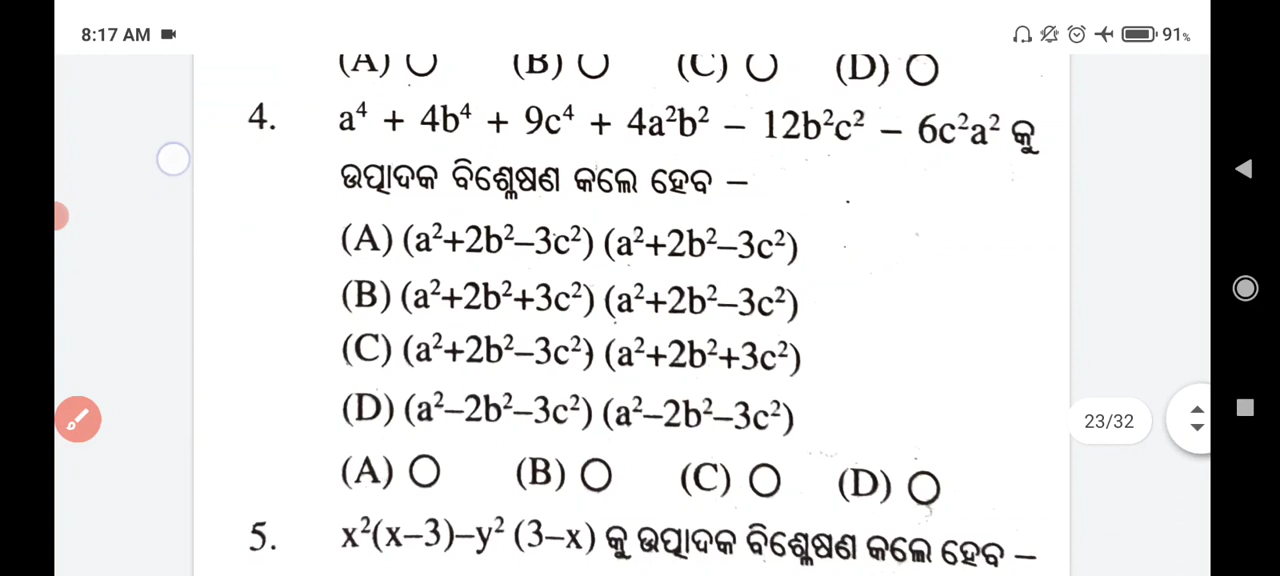 8:17 AM 91%
(A) (B) (C) (D)
4. a⁴ + 4b⁴ + 9c⁴ + 4a²b² – 12b²c² – 6c²a² କୁ
ଉତ୍ପାଦକ ବିଶ୍ଳେଷଣ କଲେ ହେବ –
(A) (a²+2b²–3c²) (a²+2b²–3c²)
(B) (a²+2b²+3c²) (a²+2b²–3c²)
(C) (a²+2b²–3c²) (a²+2b²+3c²)
(D) (a²–2b²–3c²) (a²–2b²–3c²)
23/32
(A) (B) (C) (D)
5. x²(x–3)–y² (3–x) କୁ ଉତ୍ପାଦକ ବିଶ୍ଳେଷଣ କଲେ ହେବ –